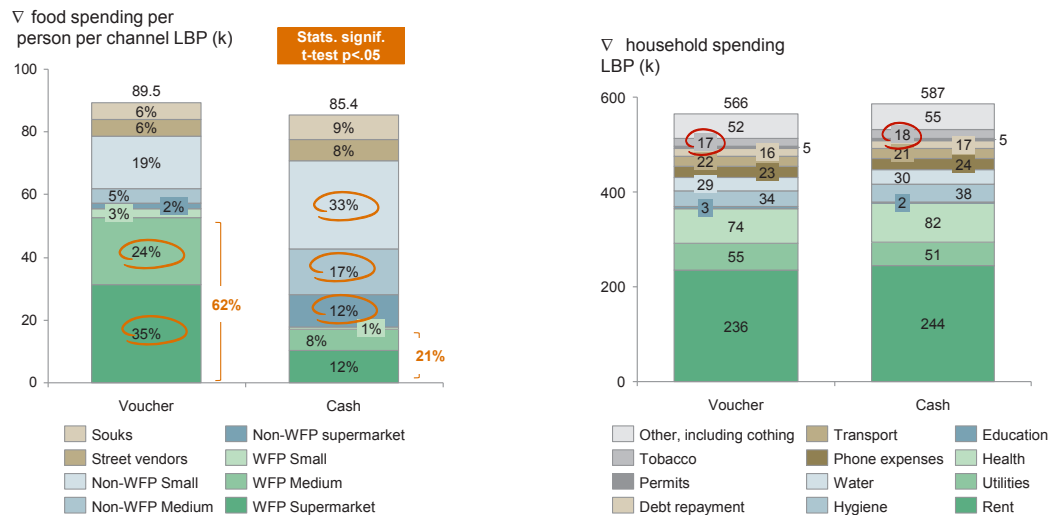 ∇ food spending per
person per channel LBP (k)
Stats. signif.
t-test p<.05
100
80
60
40
20
0
89.5
6%
6%
19%
5%
2%
3%
24%
35%
62%
85.4
9%
8%
33%
17%
12%
1%
8%
12%
21%
Voucher
Cash
Souks
Street vendors
Non-WFP Small
Non-WFP Medium
Non-WFP supermarket
WFP Small
WFP Medium
WFP Supermarket
∇ household spending
LBP (k)
600
400
200
0
566
52
17
5
16
22
23
29
34
3
74
55
236
587
55
18
5
17
21
24
30
38
2
82
51
244
Voucher
Cash
Other, including cothing
Tobacco
Permits
Debt repayment
Transport
Phone expenses
Water
Hygiene
Education
Health
Utilities
Rent